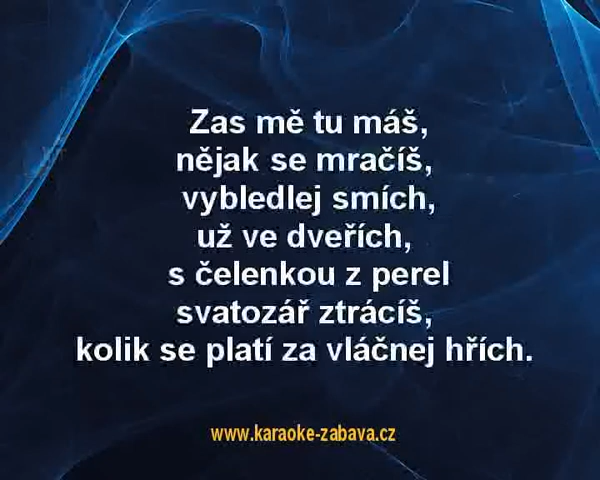 Zas mě tu máš,
nějak se mračíš,
vybledlej smích,
už ve dveřích,
s čelenkou z perel
svatozář ztrácíš,
kolik se platí za vláčnej hřích.
www.karaoke-zabava.cz